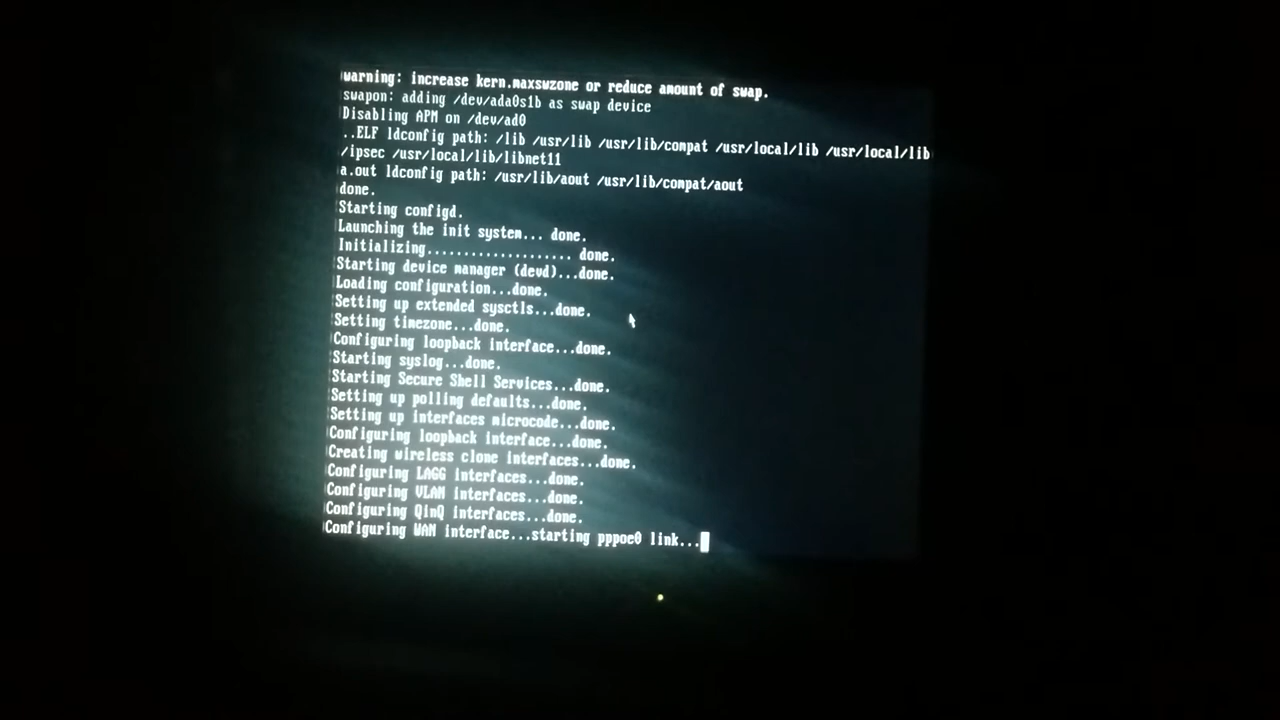 warning: increase kern.maxswzone or reduce amount of swap.
swapon: adding /dev/ada0s1b as swap device
Disabling APM on /dev/ad0
..ELF ldconfig path: /lib /usr/lib /usr/lib/compat /usr/local/lib /usr/local/lib
/ipsec /usr/local/lib/libnet11
a.out ldconfig path: /usr/lib/aout /usr/lib/compat/aout
done.
Starting configd.
Launching the init system... done.
Initializing.................... done.
Starting device manager (devd)...done.
Loading configuration...done.
Setting up extended sysctls...done.
Setting timezone...done.
Configuring loopback interface...done.
Starting syslog...done.
Starting Secure Shell Services...done.
Setting up polling defaults...done.
Setting up interfaces microcode...done.
Configuring loopback interface...done.
Creating wireless clone interfaces...done.
Configuring LAGG interfaces...done.
Configuring VLAN interfaces...done.
Configuring QinQ interfaces...done.
Configuring WAN interface...starting pppoe0 link...